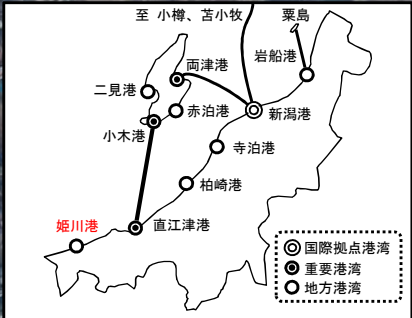 至 小樽、苫小牧
粟島
岩船港
両津港
二見港
赤泊港
新潟港
小木港
寺泊港
柏崎港
姫川港
直江津港
国際拠点港湾
重要港湾
地方港湾